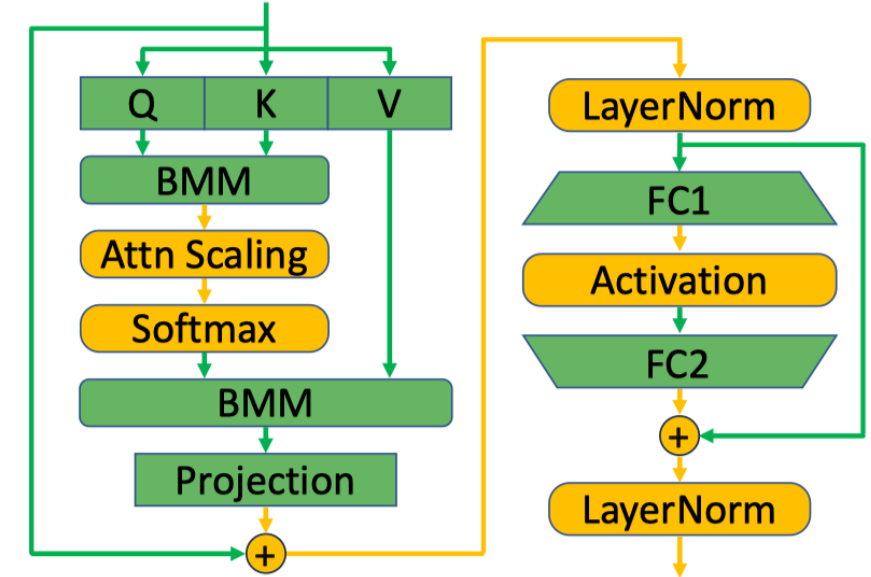 Q K V
BMM
Attn Scaling
Softmax
BMM
Projection
+
LayerNorm
FC1
Activation
FC2
+
LayerNorm